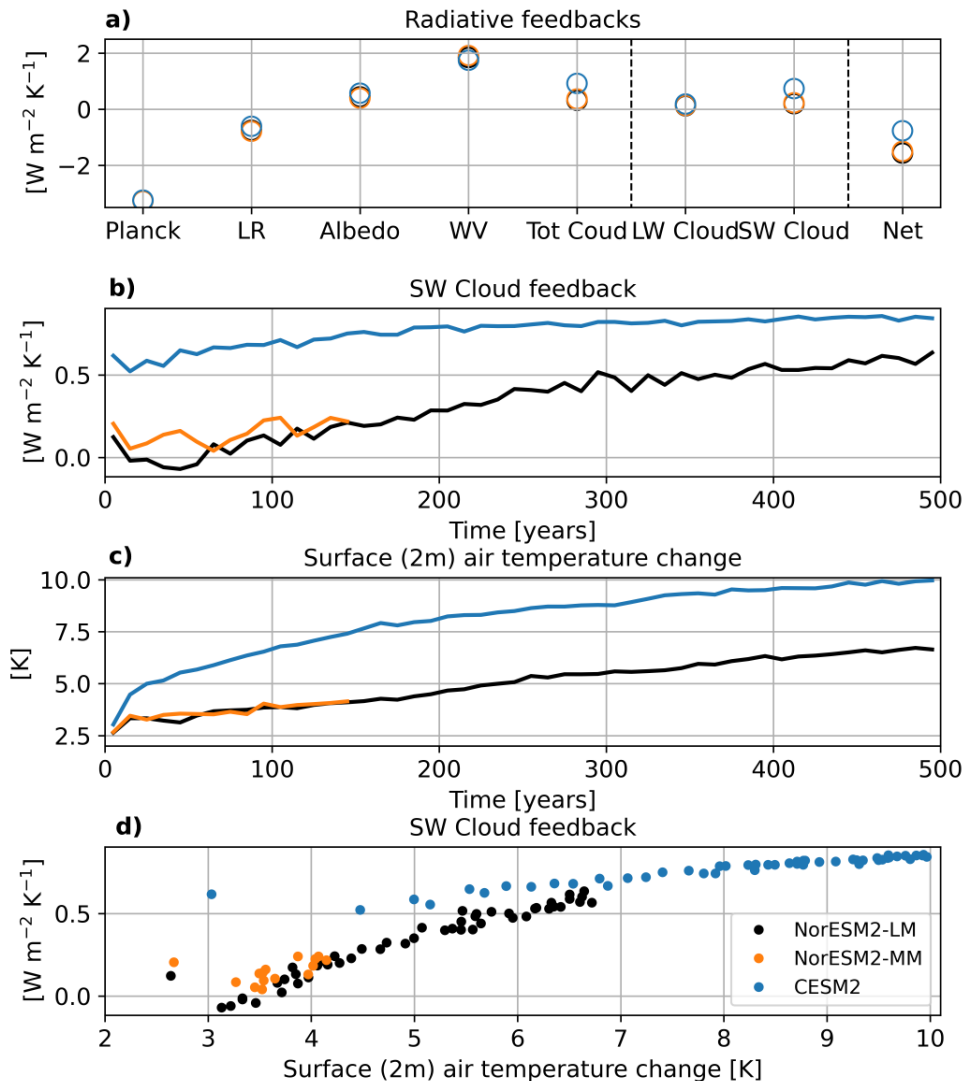 a) Radiative feedbacks
[W m⁻² K⁻¹]
2
0
−2
Planck LR Albedo WV Tot Coud LW Cloud SW Cloud Net
b) SW Cloud feedback
[W m⁻² K⁻¹]
0.5
0.0
0 100 200 300 400 500
Time [years]
c) Surface (2m) air temperature change
[K]
10.0
7.5
5.0
2.5
0 100 200 300 400 500
Time [years]
d) SW Cloud feedback
[W m⁻² K⁻¹]
0.5
0.0
NorESM2-LM
NorESM2-MM
CESM2
2 3 4 5 6 7 8 9 10
Surface (2m) air temperature change [K]